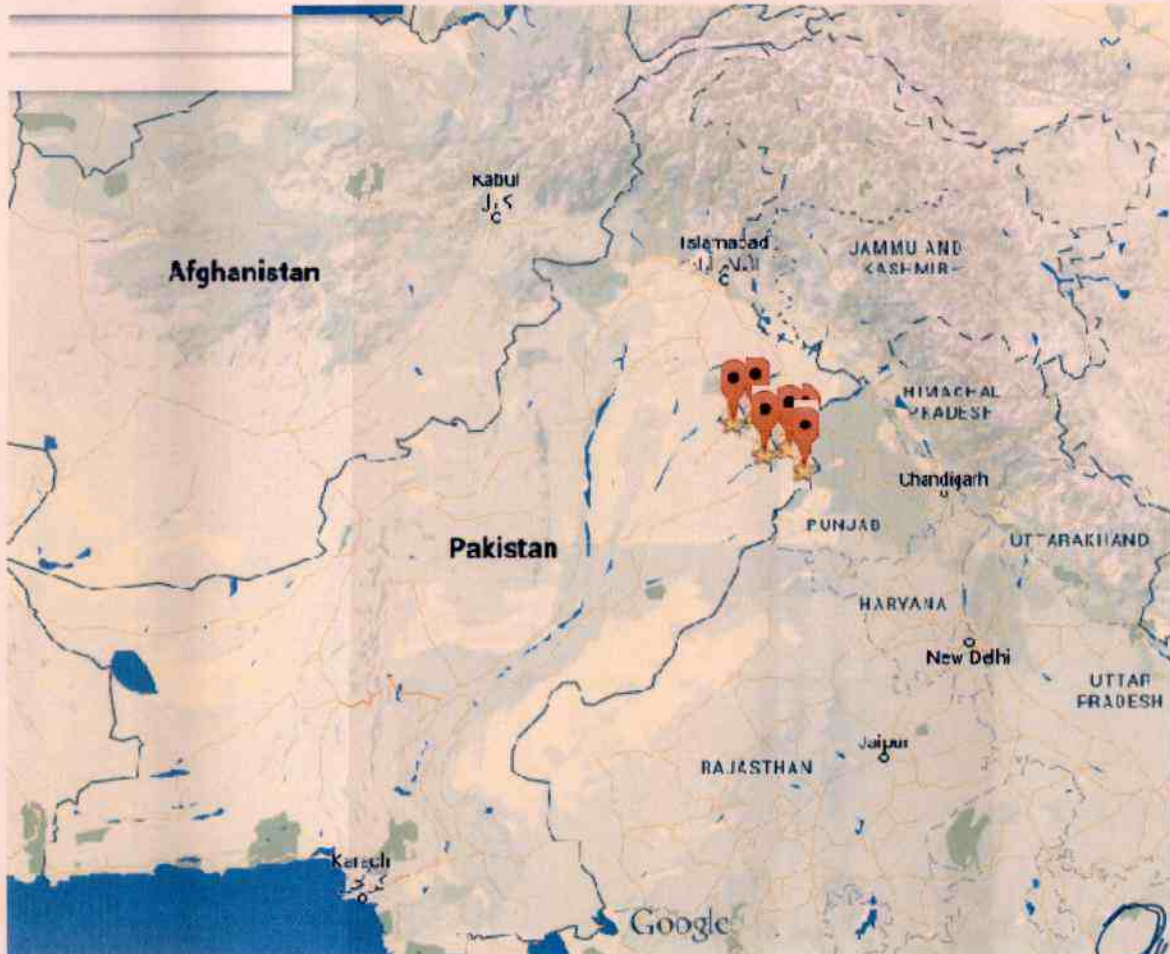 Kabul
Islamabad
JAMMU AND
KASHMIR
Afghanistan
HIMACHAL
PRADESH
Chandigarh
PUNJAB
Pakistan
UTTARAKHAND
HARYANA
New Delhi
UTTAR
PRADESH
Jaipur
RAJASTHAN
Karachi
Google